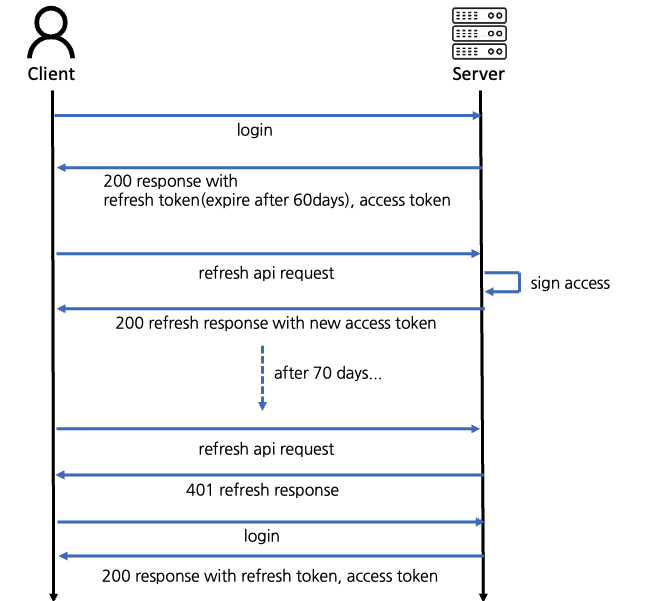 Client
Server
login
200 response with
refresh token(expire after 60days), access token
refresh api request
sign access
200 refresh response with new access token
after 70 days...
refresh api request
401 refresh response
login
200 response with refresh token, access token